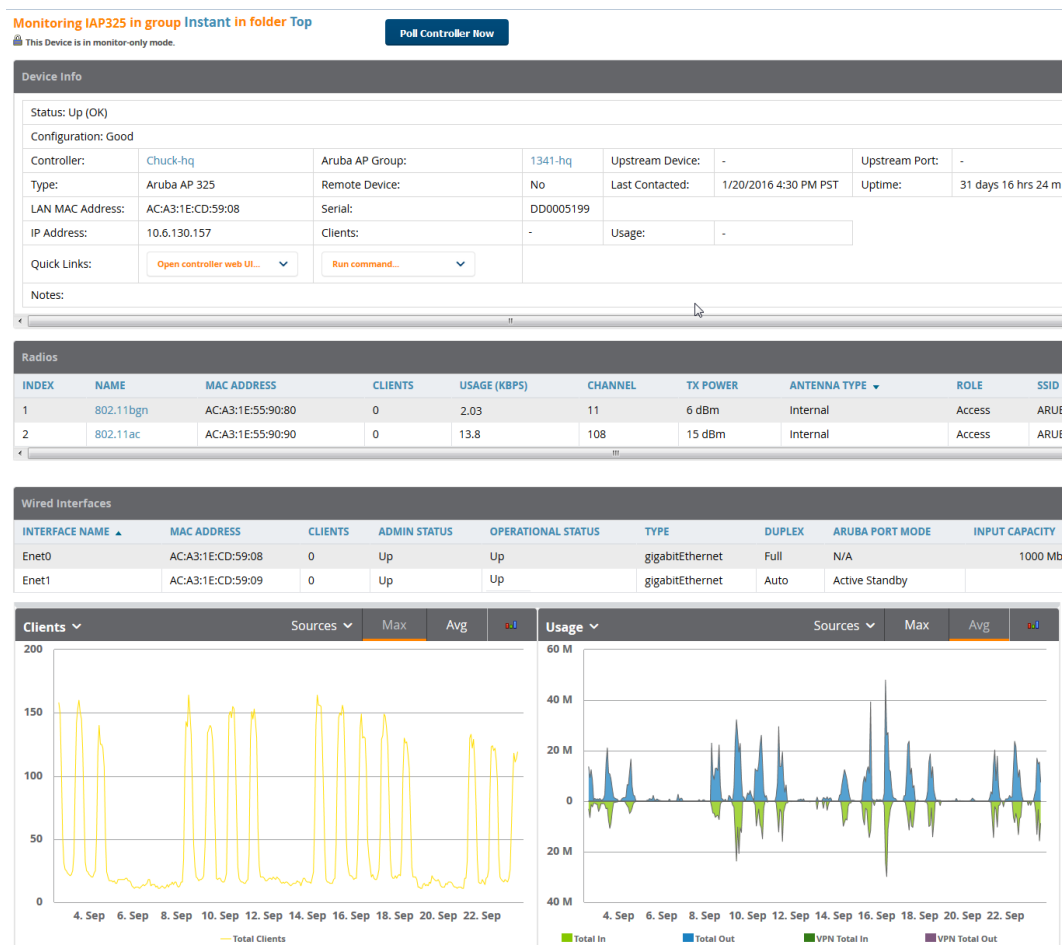 Monitoring IAP325 in group Instant in folder Top
This Device is in monitor-only mode.
Poll Controller Now
Device Info
Status: Up (OK)
Configuration: Good
Controller: Chuck-hq Aruba AP Group: 1341-hq Upstream Device: - Upstream Port: -
Type: Aruba AP 325 Remote Device: No Last Contacted: 1/20/2016 4:30 PM PST Uptime: 31 days 16 hrs 24 m
LAN MAC Address: AC:A3:1E:CD:59:08 Serial: DD0005199
IP Address: 10.6.130.157 Clients: - Usage: -
Quick Links: Open controller web UI... Run command...
Notes:
Radios
INDEX NAME MAC ADDRESS CLIENTS USAGE (KBPS) CHANNEL TX POWER ANTENNA TYPE ROLE SSID
1 802.11bgn AC:A3:1E:55:90:80 0 2.03 11 6 dBm Internal Access ARUE
2 802.11ac AC:A3:1E:55:90:90 0 13.8 108 15 dBm Internal Access ARUE
Wired Interfaces
INTERFACE NAME MAC ADDRESS CLIENTS ADMIN STATUS OPERATIONAL STATUS TYPE DUPLEX ARUBA PORT MODE INPUT CAPACITY
Enet0 AC:A3:1E:CD:59:08 0 Up Up gigabitEthernet Full N/A 1000 Mb
Enet1 AC:A3:1E:CD:59:09 0 Up Up gigabitEthernet Auto Active Standby
Clients Sources Max Avg
200
150
100
50
0
4. Sep 6. Sep 8. Sep 10. Sep 12. Sep 14. Sep 16. Sep 18. Sep 20. Sep 22. Sep
Total Clients
Usage Sources Max Avg
60 M
40 M
20 M
0
20 M
40 M
4. Sep 6. Sep 8. Sep 10. Sep 12. Sep 14. Sep 16. Sep 18. Sep 20. Sep 22. Sep
Total In Total Out VPN Total In VPN Total Out